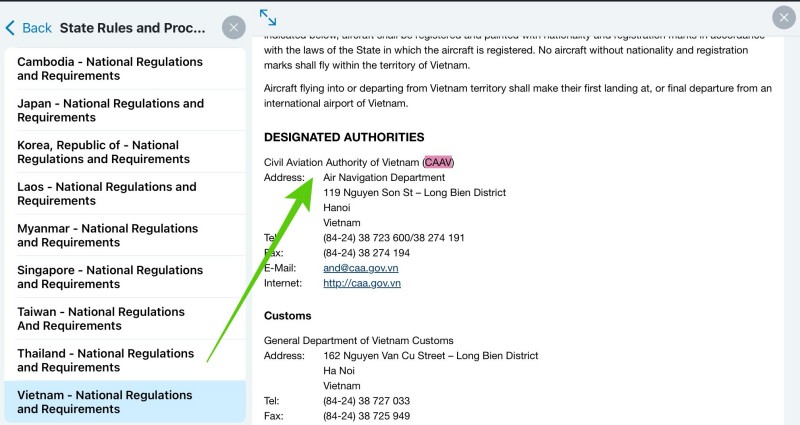 Back
State Rules and Proc...
Cambodia - National Regulations
and Requirements
Japan - National Regulations and
Requirements
Korea, Republic of - National
Regulations and Requirements
Laos - National Regulations and
Requirements
Myanmar - National Regulations
and Requirements
Singapore - National Regulations
and Requirements
Taiwan - National Regulations
And Requirements
Thailand - National Regulations
and Requirements
Vietnam - National Regulations
and Requirements
indicated below, aircraft shall be registered and painted with nationality and registration marks in accordance
with the laws of the State in which the aircraft is registered. No aircraft without nationality and registration
marks shall fly within the territory of Vietnam.
Aircraft flying into or departing from Vietnam territory shall make their first landing at, or final departure from an
international airport of Vietnam.
DESIGNATED AUTHORITIES
Civil Aviation Authority of Vietnam (CAAV)
Address: Air Navigation Department
119 Nguyen Son St – Long Bien District
Hanoi
Vietnam
Tel: (84-24) 38 723 600/38 274 191
Fax: (84-24) 38 274 194
E-Mail: and@caa.gov.vn
Internet: http://caa.gov.vn
Customs
General Department of Vietnam Customs
Address: 162 Nguyen Van Cu Street – Long Bien District
Ha Noi
Vietnam
Tel: (84-24) 38 727 033
Fax: (84-24) 38 725 949